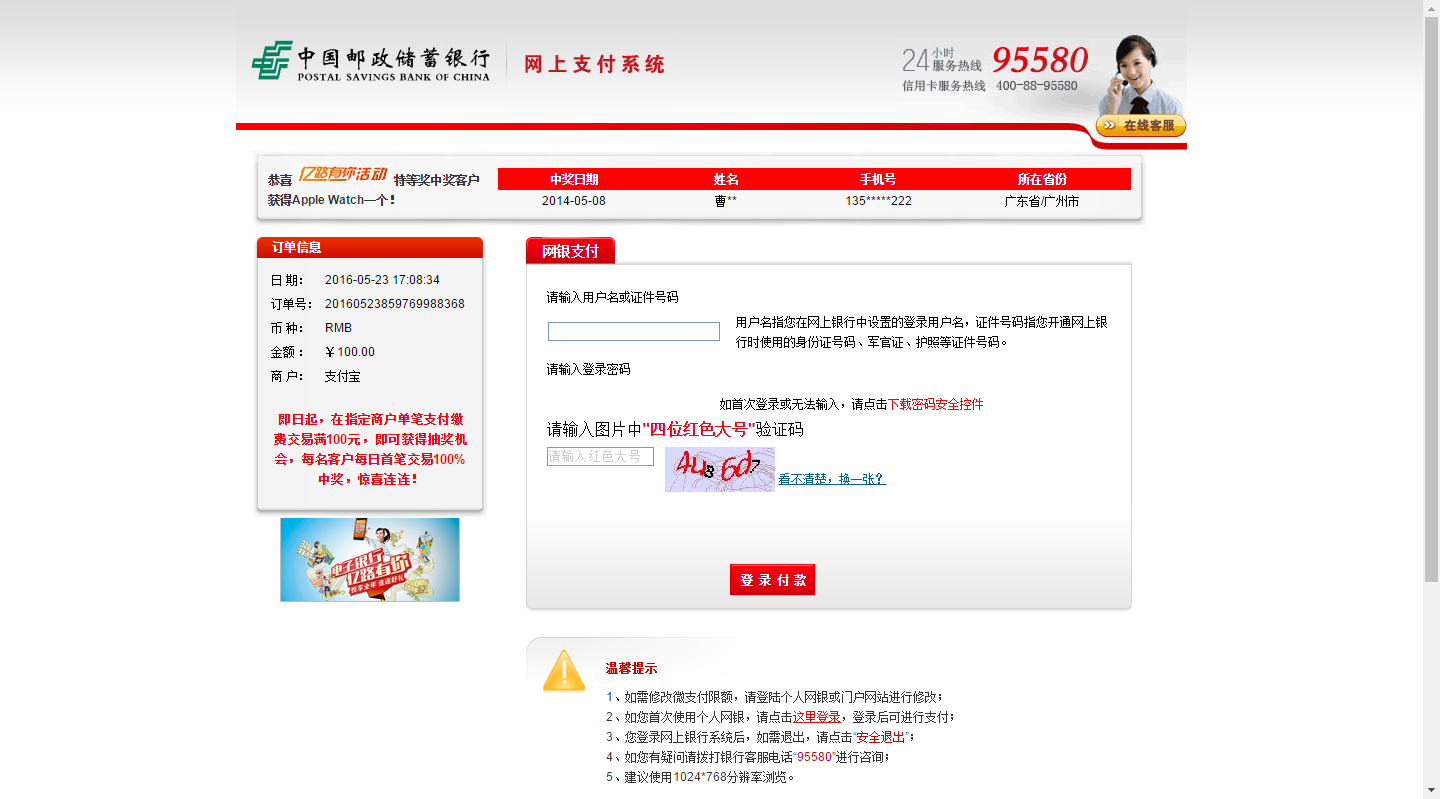 中国邮政储蓄银行
POSTAL SAVINGS BANK OF CHINA
网上支付系统
24小时服务热线 95580
信用卡服务热线 400-88-95580
在线客服
恭喜 亿路有你活动 特等奖中奖客户
获得Apple Watch一个!
中奖日期 姓名 手机号 所在省份
2014-05-08 曹** 135*****222 广东省/广州市
订单信息
日 期： 2016-05-23 17:08:34
订单号： 20160523859769988368
币 种： RMB
金额： ￥100.00
商 户： 支付宝
即日起，在指定商户单笔支付缴
费交易满100元，即可获得抽奖机
会，每名客户每日首笔交易100%
中奖，惊喜连连！
电子银行
亿路有你
悦享全年 连连好礼
网银支付
请输入用户名或证件号码
用户名指您在网上银行中设置的登录用户名，证件号码指您开通网上银
行时使用的身份证号码、军官证、护照等证件号码。
请输入登录密码
如首次登录或无法输入，请点击下载密码安全控件
请输入图片中"四位红色大号"验证码
请输入红色大号
4u86d7
看不清楚，换一张？
登 录 付 款
温馨提示
1、如需修改微支付限额，请登陆个人网银或门户网站进行修改；
2、如您首次使用个人网银，请点击这里登录，登录后可进行支付；
3、您登录网上银行系统后，如需退出，请点击“安全退出”；
4、如您有疑问请拨打银行客服电话“95580”进行咨询；
5、建议使用1024*768分辨率浏览。